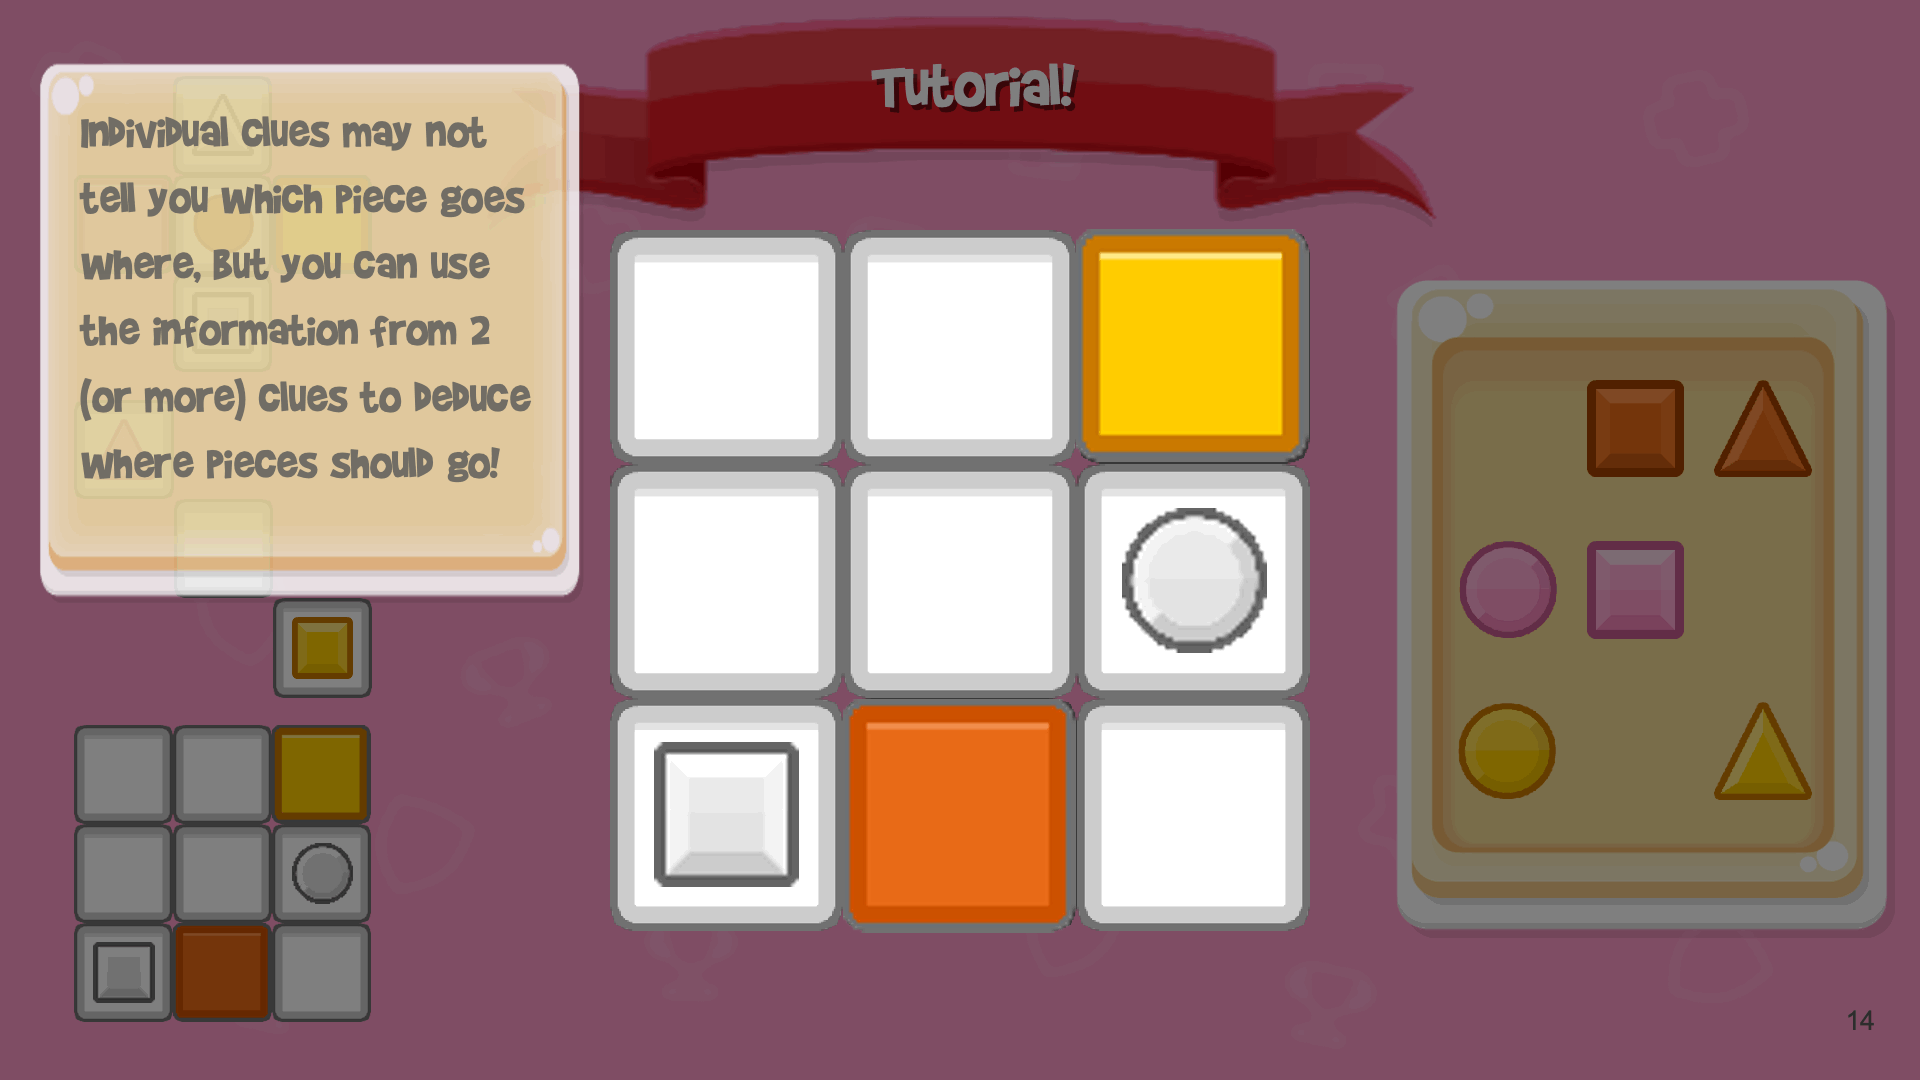 Tutorial!
Individual clues may not
tell you which piece goes
where, but you can use
the information from 2
(or more) clues to deduce
where pieces should go!
14